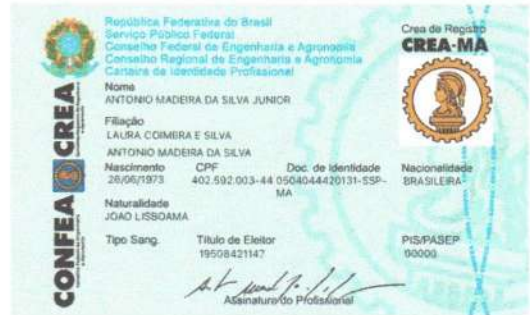 República Federativa do Brasil
Serviço Público Federal
Conselho Federal de Engenharia e Agronomia
Conselho Regional de Engenharia e Agronomia
Carteira de Identidade Profissional
Crea de Registro
CREA-MA
Nome
ANTONIO MADEIRA DA SILVA JUNIOR
Filiação
LAURA COIMBRA E SILVA
ANTONIO MADEIRA DA SILVA
Nascimento CPF Doc. de Identidade Nacionalidade
26/06/1973 402.592.003-44 0504044420131-SSP-MA BRASILEIRA
Naturalidade
JOAO LISBOAMA
Tipo Sang. Título de Eleitor PIS/PASEP
19508421147 00000
Assinatura do Profissional
CONFEA CREA